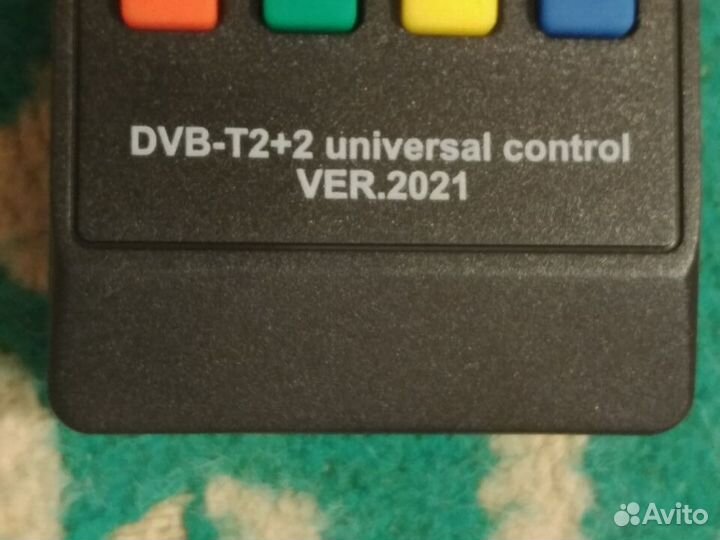 DVB-T2+2 universal control
VER.2021
Avito